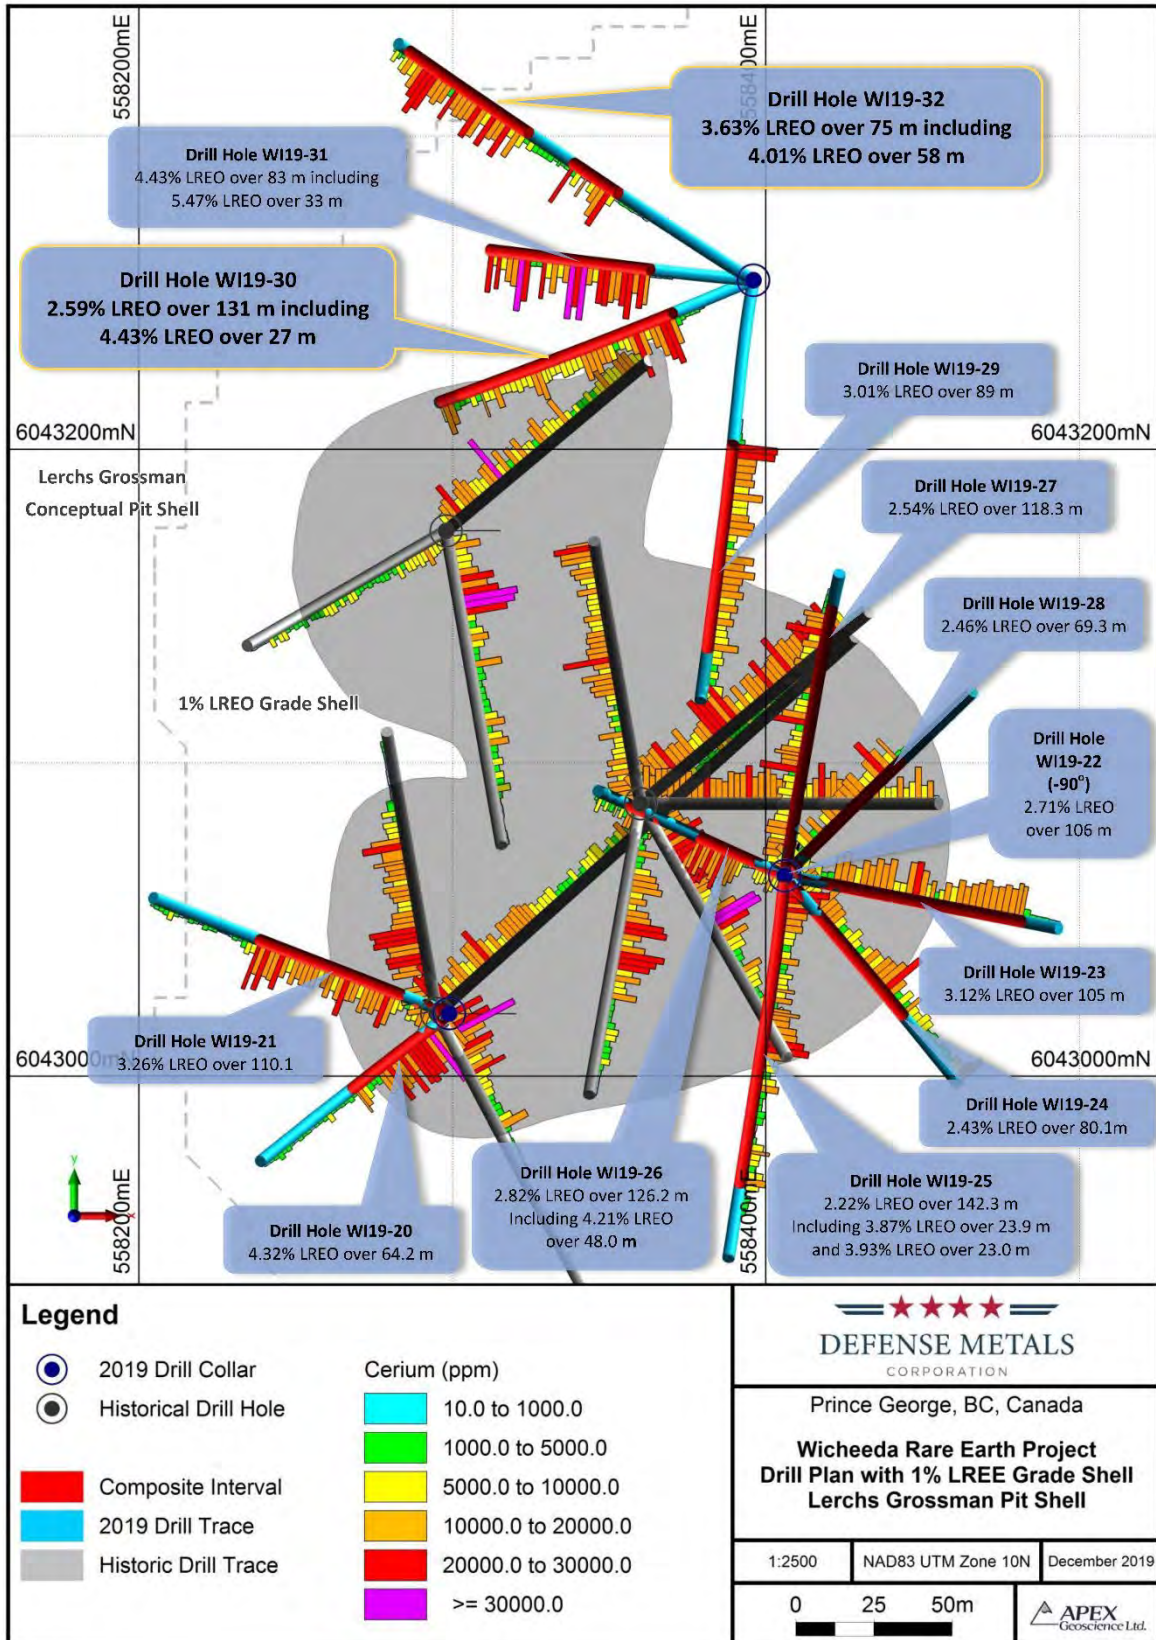 558200mE
558400mE
Drill Hole WI19-32
3.63% LREO over 75 m including
4.01% LREO over 58 m
Drill Hole WI19-31
4.43% LREO over 83 m including
5.47% LREO over 33 m
Drill Hole WI19-30
2.59% LREO over 131 m including
4.43% LREO over 27 m
Drill Hole WI19-29
3.01% LREO over 89 m
6043200mN
6043200mN
Lerchs Grossman
Conceptual Pit Shell
Drill Hole WI19-27
2.54% LREO over 118.3 m
Drill Hole WI19-28
2.46% LREO over 69.3 m
1% LREO Grade Shell
Drill Hole
WI19-22
(-90°)
2.71% LREO
over 106 m
Drill Hole WI19-23
3.12% LREO over 105 m
Drill Hole WI19-21
3.26% LREO over 110.1
6043000mN
6043000mN
Drill Hole WI19-24
2.43% LREO over 80.1m
Drill Hole WI19-26
2.82% LREO over 126.2 m
Including 4.21% LREO
over 48.0 m
Drill Hole WI19-25
2.22% LREO over 142.3 m
Including 3.87% LREO over 23.9 m
and 3.93% LREO over 23.0 m
Drill Hole WI19-20
4.32% LREO over 64.2 m
y
x
558200mE
558400mE
Legend
2019 Drill Collar
Historical Drill Hole
Composite Interval
2019 Drill Trace
Historic Drill Trace
Cerium (ppm)
10.0 to 1000.0
1000.0 to 5000.0
5000.0 to 10000.0
10000.0 to 20000.0
20000.0 to 30000.0
>= 30000.0
DEFENSE METALS
CORPORATION
Prince George, BC, Canada
Wicheeda Rare Earth Project
Drill Plan with 1% LREE Grade Shell
Lerchs Grossman Pit Shell
1:2500
NAD83 UTM Zone 10N
December 2019
0 25 50m
APEX
Geoscience Ltd.